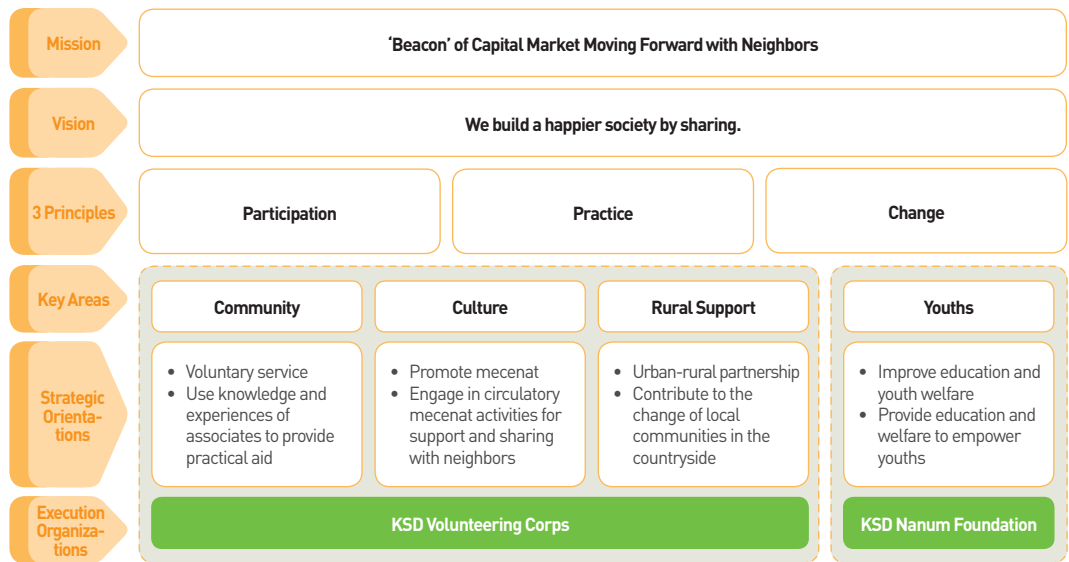 Mission
‘Beacon’ of Capital Market Moving Forward with Neighbors
Vision
We build a happier society by sharing.
3 Principles
Participation
Practice
Change
Key Areas
Community
Culture
Rural Support
Youths
Strategic
Orienta-
tions
• Voluntary service
• Use knowledge and
experiences of
associates to provide
practical aid
• Promote mecenat
• Engage in circulatory
mecenat activities for
support and sharing
with neighbors
• Urban-rural partnership
• Contribute to the
change of local
communities in the
countryside
• Improve education and
youth welfare
• Provide education and
welfare to empower
youths
Execution
Organiza-
tions
KSD Volunteering Corps
KSD Nanum Foundation